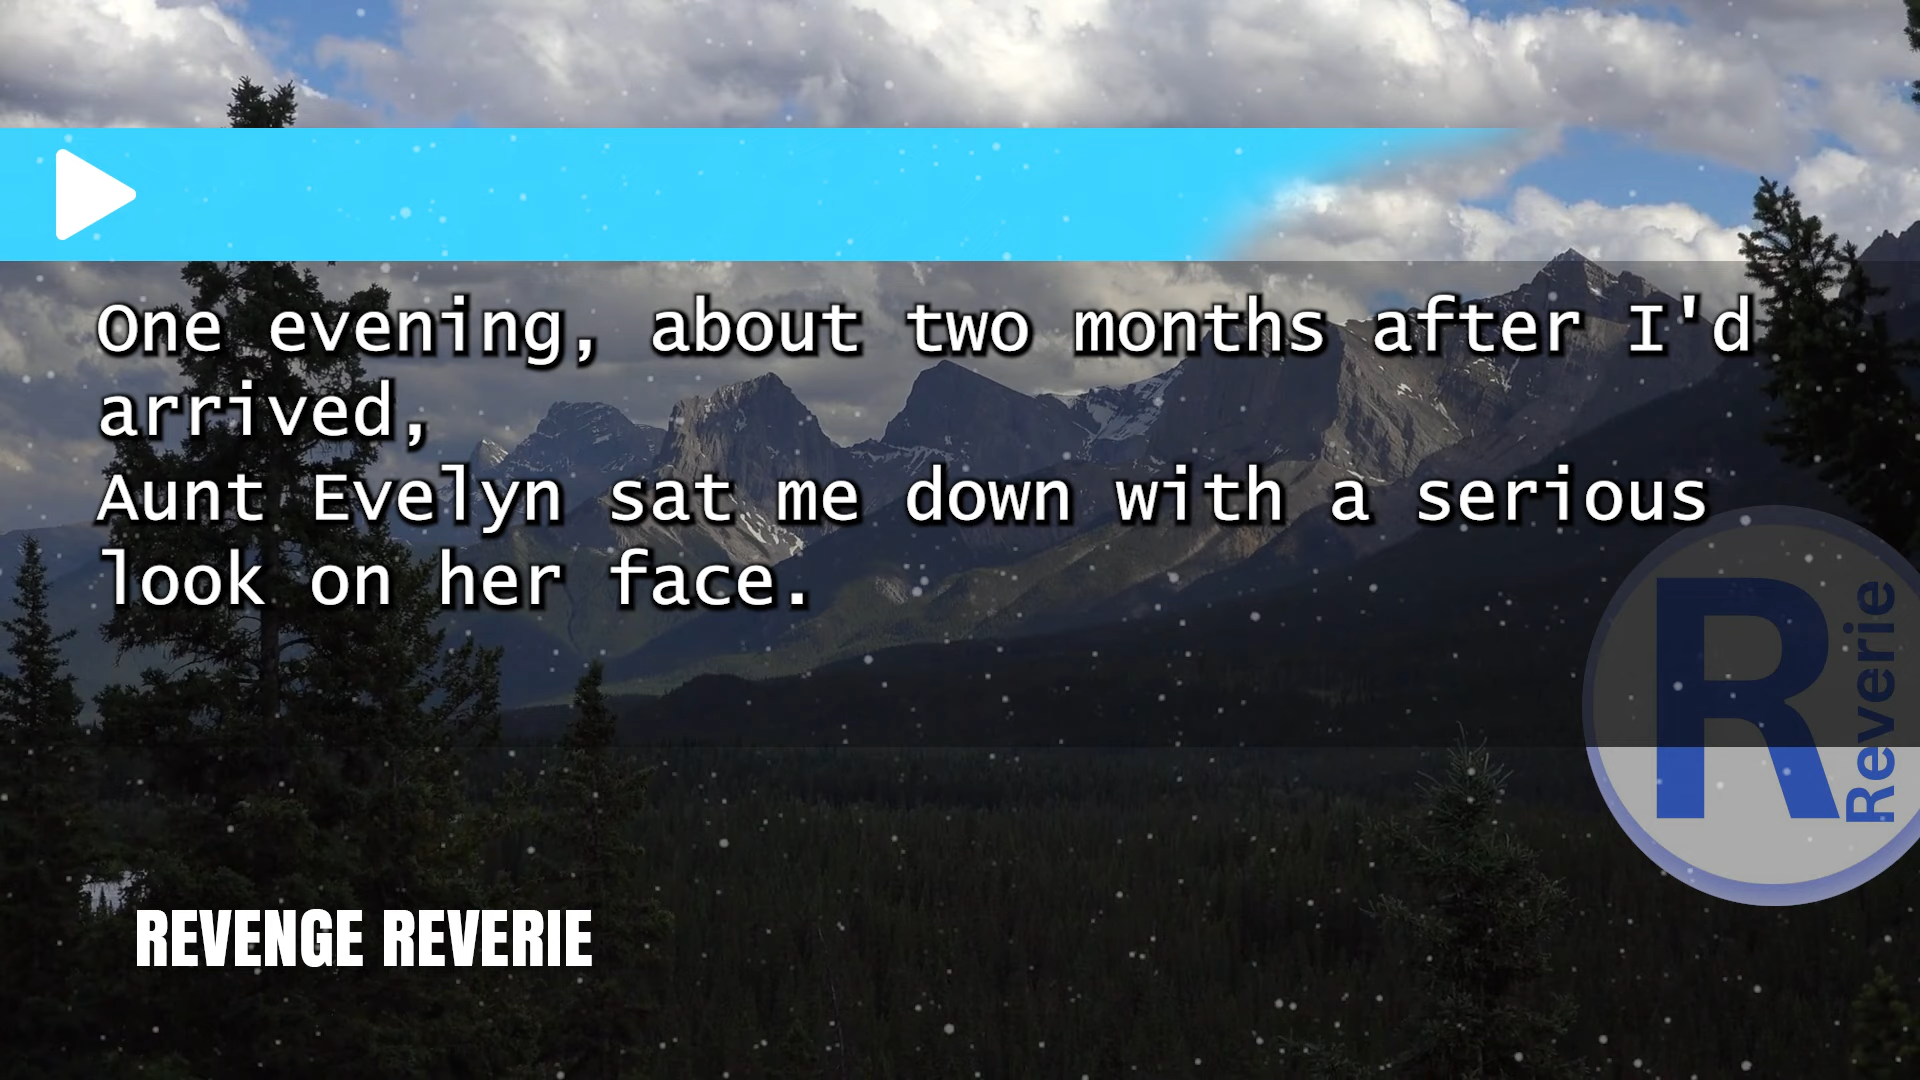 One evening, about two months after I'd
arrived,
Aunt Evelyn sat me down with a serious
look on her face.
R
Reverie
REVENGE REVERIE